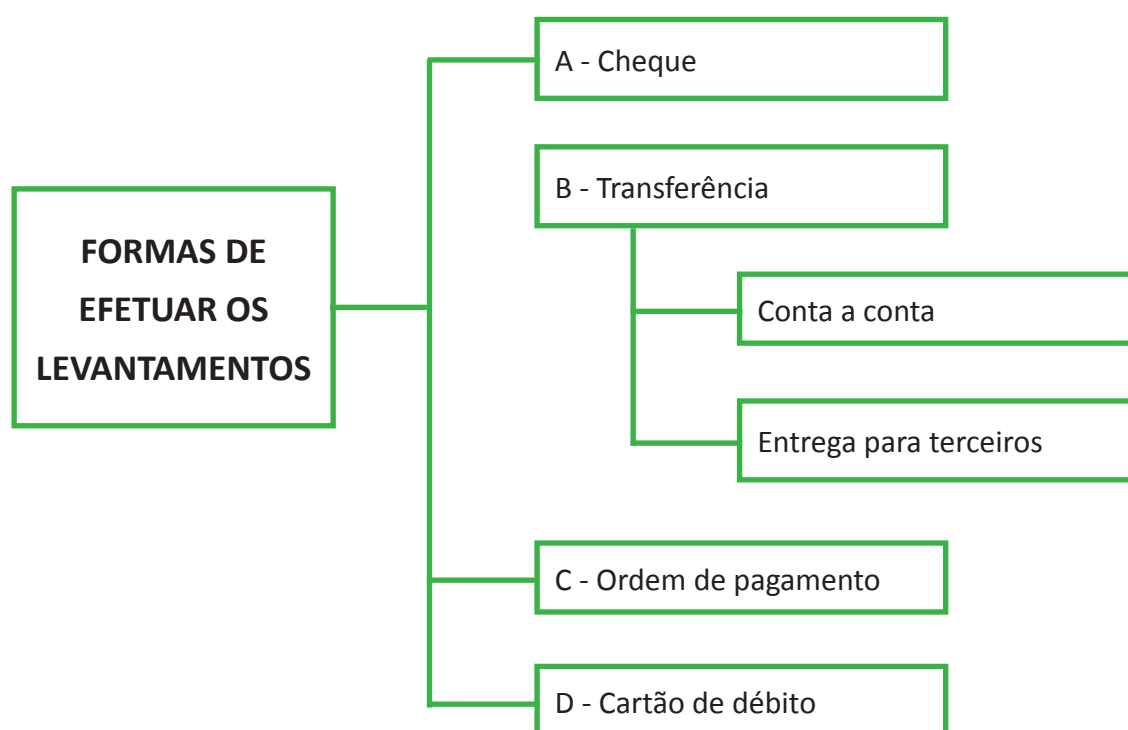 FORMAS DE
EFETUAR OS
LEVANTAMENTOS
A - Cheque
B - Transferência
Conta a conta
Entrega para terceiros
C - Ordem de pagamento
D - Cartão de débito